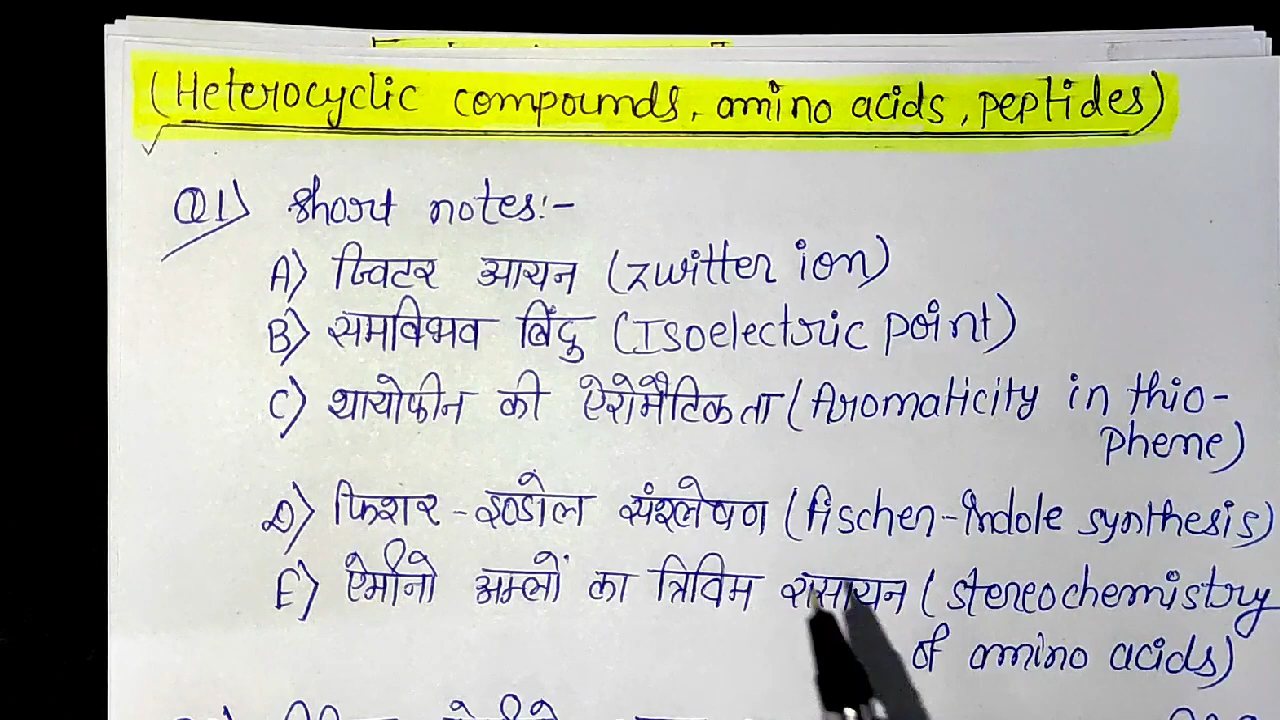 (Heterocyclic compounds, amino acids, peptides)
Q1) Short notes:-
A) ज्विटर आयन (zwitter ion)
B) समविभव बिंदु (Isoelectric point)
C) थायोफीन की ऐरोमैटिकता (Aromaticity in thio-
phene)
D) फिशर-इण्डोल संश्लेषण (fischer-Indole synthesis)
E) ऐमीनो अम्लों का त्रिविम रासायन (stereochemistry
of amino acids)